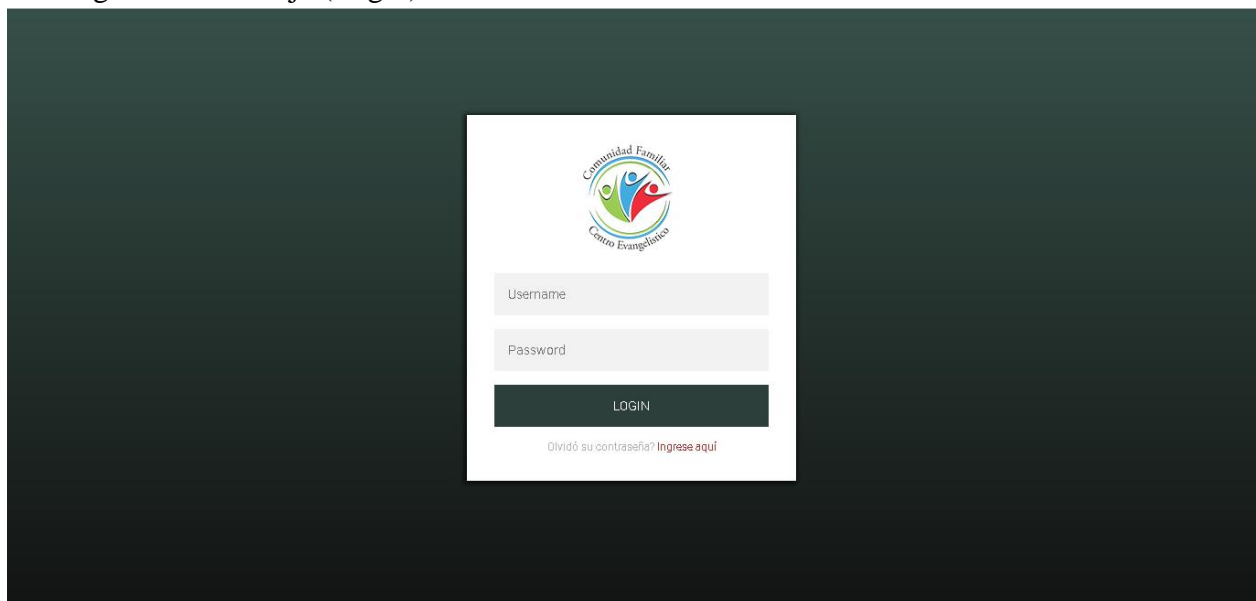 Comunidad Familiar
Centro Evangelístico
Username
Password
LOGIN
Olvidó su contraseña? Ingrese aquí